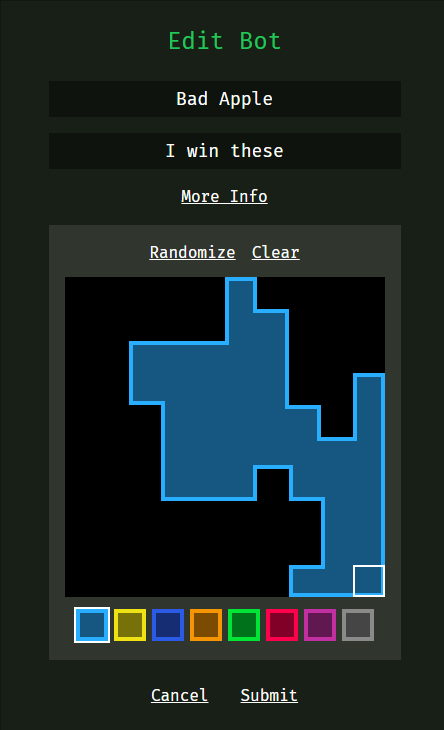 Edit Bot
Bad Apple
I win these
More Info
Randomize Clear
Cancel Submit